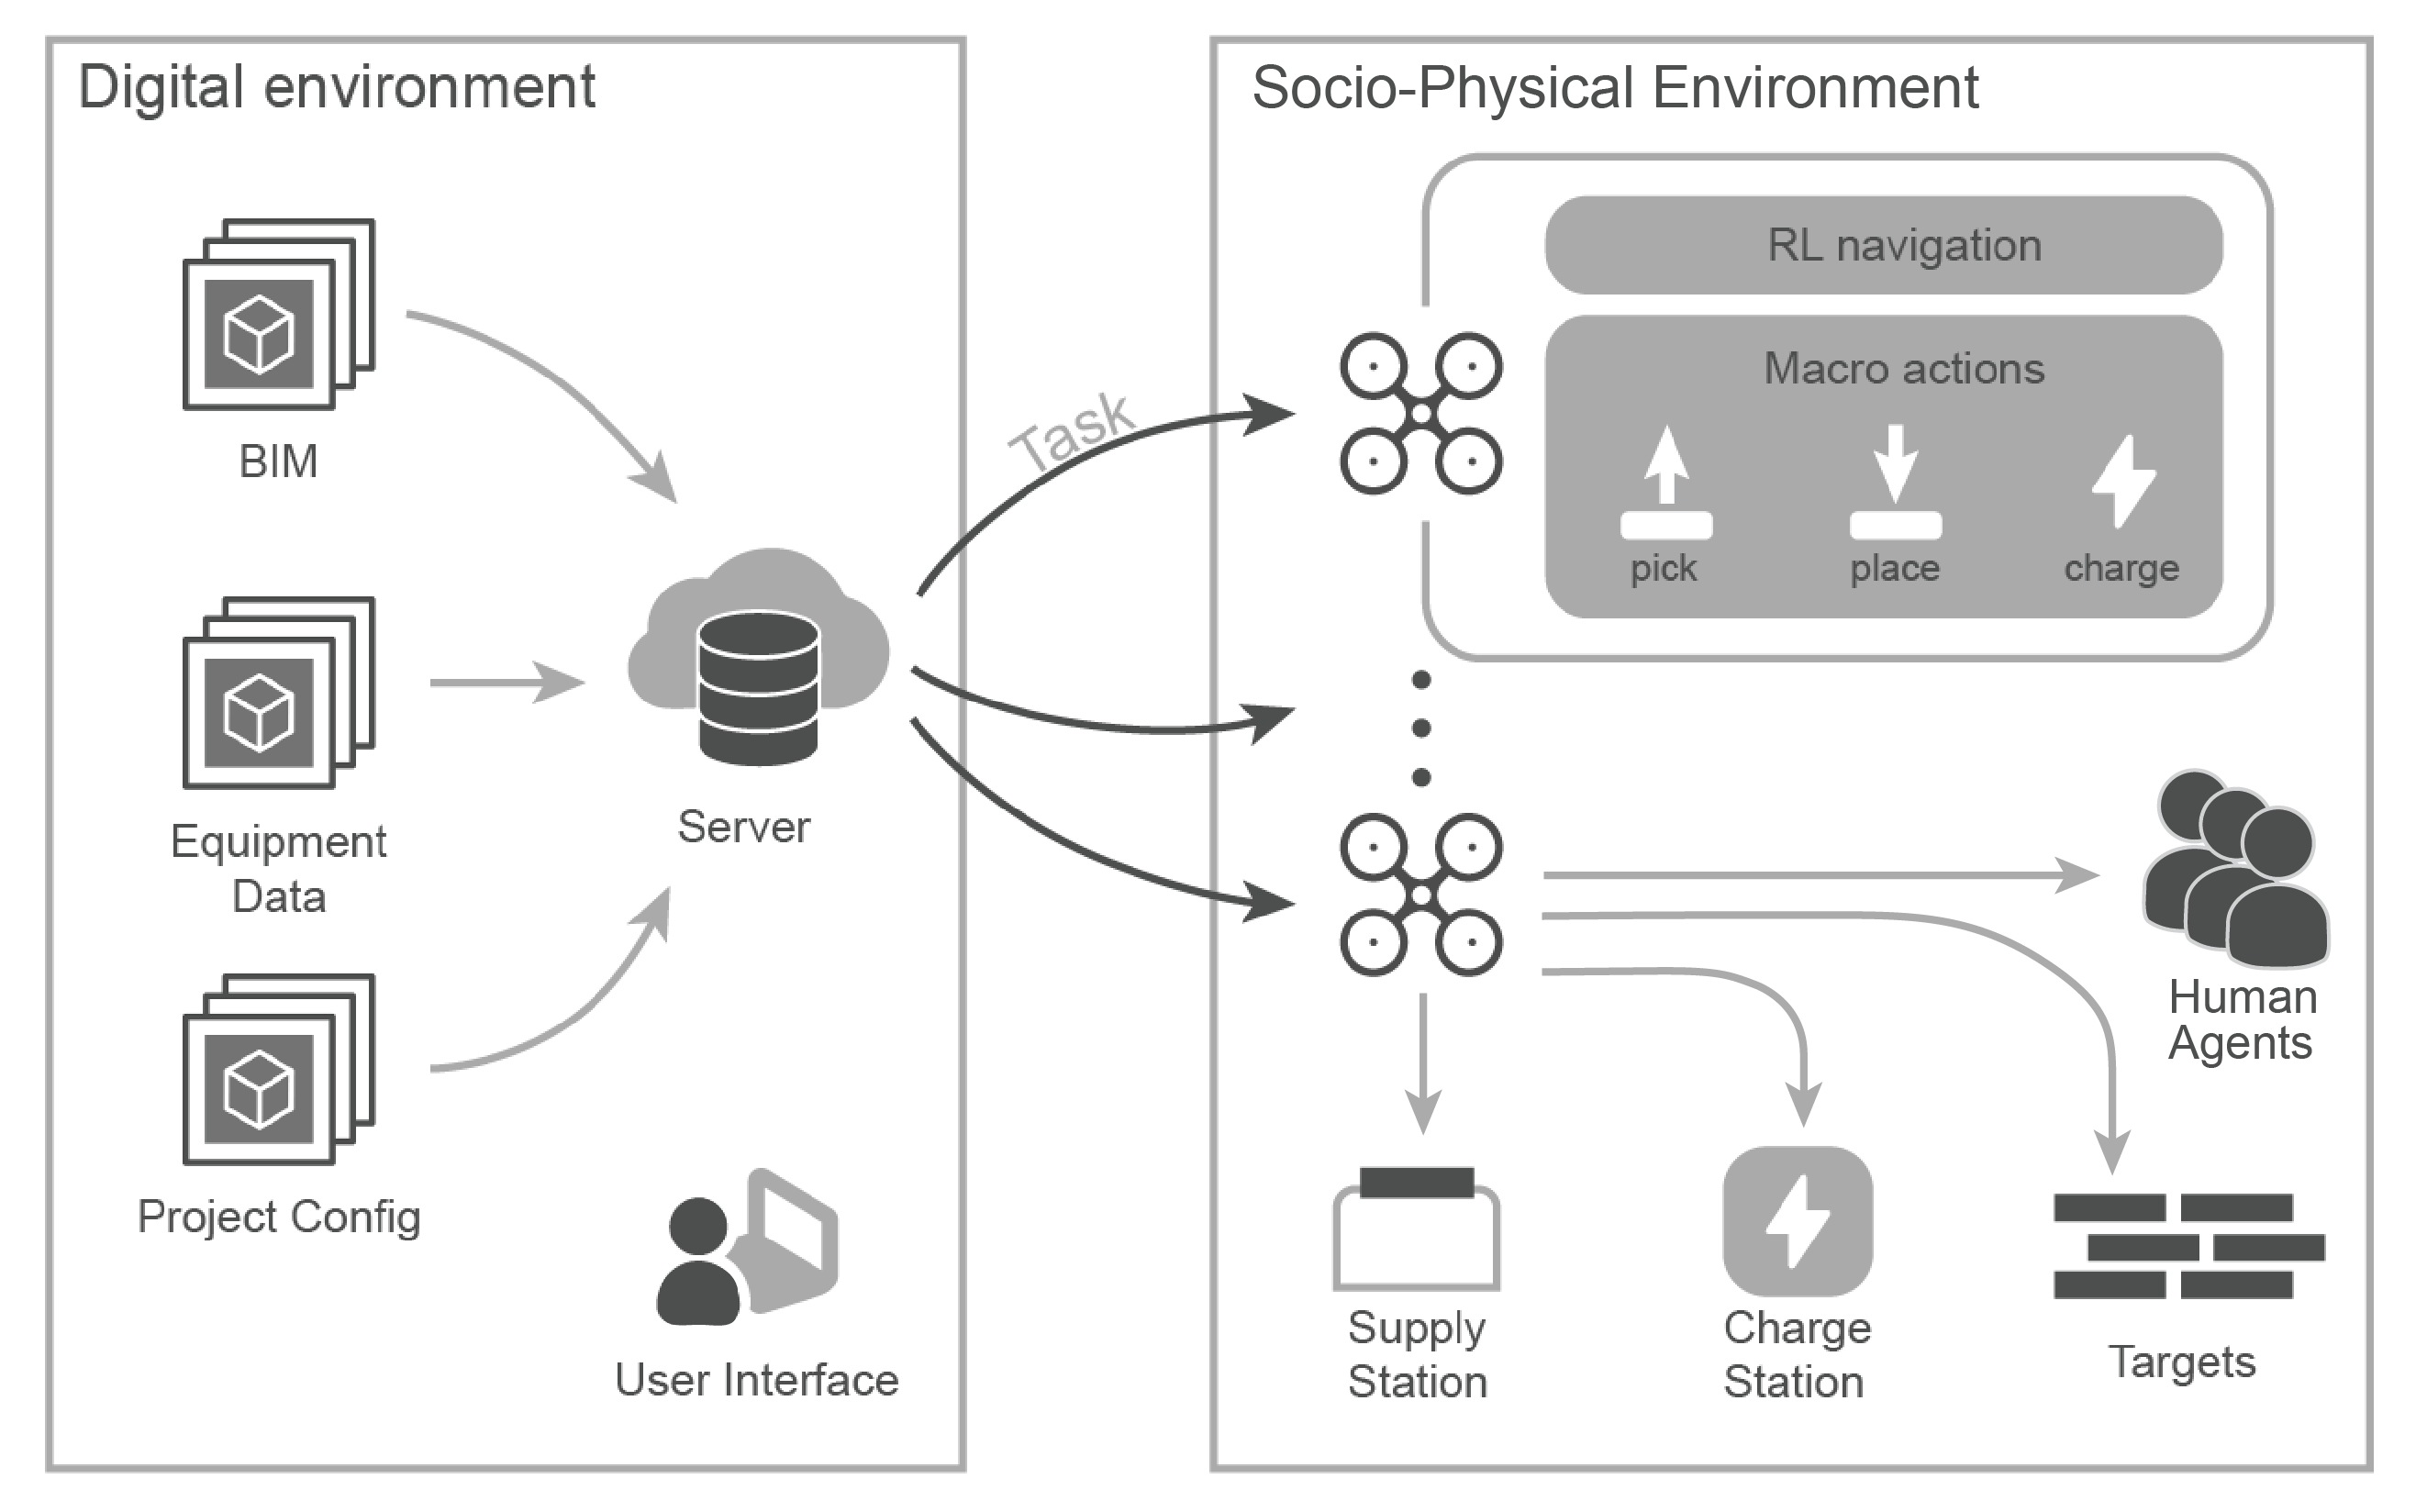 Digital environment
BIM
Equipment
Data
Project Config
Server
User Interface
Task
Socio-Physical Environment
RL navigation
Macro actions
pick
place
charge
Human
Agents
Supply
Station
Charge
Station
Targets